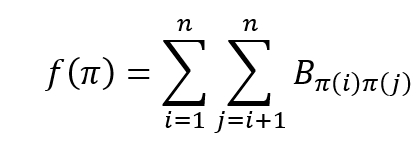 f(π) = ∑_{i=1}^{n} ∑_{j=i+1}^{n} B_{π(i)π(j)}